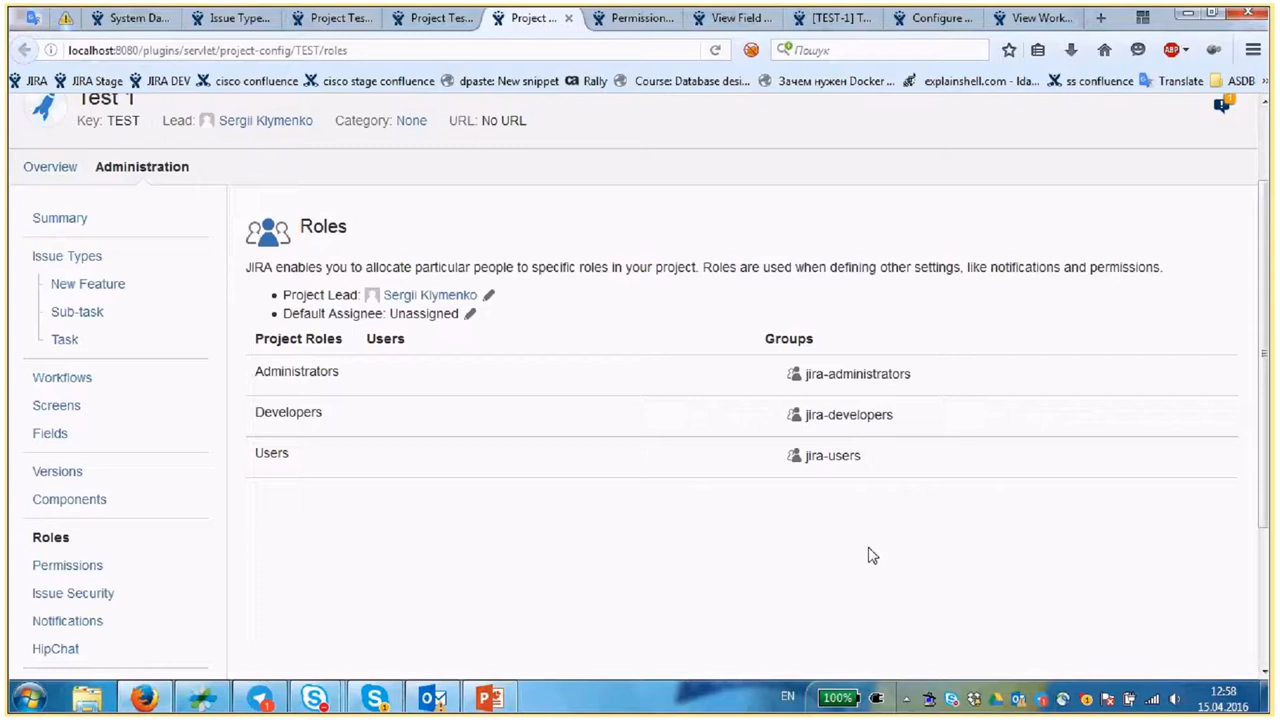 System Da...
Issue Type...
Project Tes...
Project Tes...
Project ...
Permission...
View Field ...
[TEST-1] T...
Configure ...
View Work...
localhost:8080/plugins/servlet/project-config/TEST/roles
Пошук
ABP
JIRA
JIRA Stage
JIRA DEV
cisco confluence
cisco stage confluence
dpaste: New snippet
CA Rally
Course: Database desi...
Зачем нужен Docker ...
explainshell.com - Ida...
ss confluence
Translate
ASDB
Test 1
Key: TEST
Lead: Sergii Klymenko
Category: None
URL: No URL
Overview
Administration
Summary
Issue Types
New Feature
Sub-task
Task
Workflows
Screens
Fields
Versions
Components
Roles
Permissions
Issue Security
Notifications
HipChat
Roles
JIRA enables you to allocate particular people to specific roles in your project. Roles are used when defining other settings, like notifications and permissions.
Project Lead: Sergii Klymenko
Default Assignee: Unassigned
Project Roles Users Groups
Administrators jira-administrators
Developers jira-developers
Users jira-users
EN
100%
12:58
15.04.2016